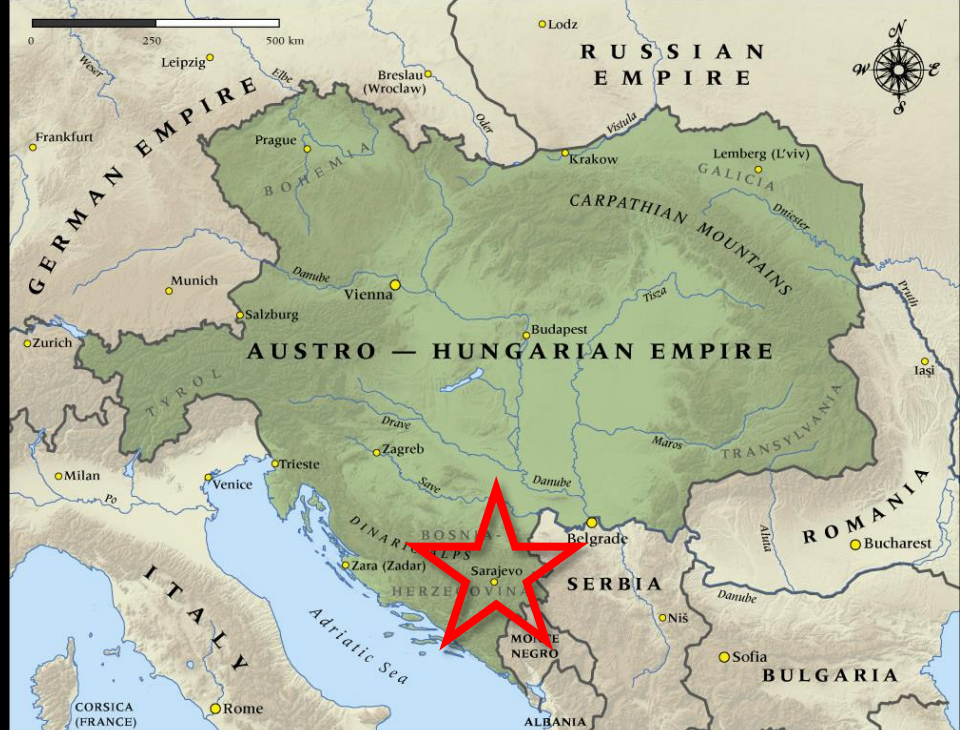 0 250 500 km
Lodz
RUSSIAN
EMPIRE
N
W E
S
Weser
Leipzig
Elbe
Breslau
(Wroclaw)
Oder
GERMAN EMPIRE
Frankfurt
Prague
BOHEMIA
Vistula
Krakow
Lemberg (L'viv)
GALICIA
CARPATHIAN MOUNTAINS
Dniester
Munich
Danube
Vienna
Tisza
Pruth
Salzburg
Budapest
Zurich
AUSTRO — HUNGARIAN EMPIRE
Iaşi
TYROL
Drave
Maros
TRANSYLVANIA
Zagreb
Trieste
Milan
Venice
Po
Save
Danube
ROMANIA
DINARIC ALPS
BOSNIA-
Belgrade
Aluta
Bucharest
Zara (Zadar)
Sarajevo
HERZEGOVINA
SERBIA
Danube
ITALY
Adriatic Sea
Niš
MONTE
NEGRO
Sofia
BULGARIA
CORSICA
(FRANCE)
Rome
ALBANIA